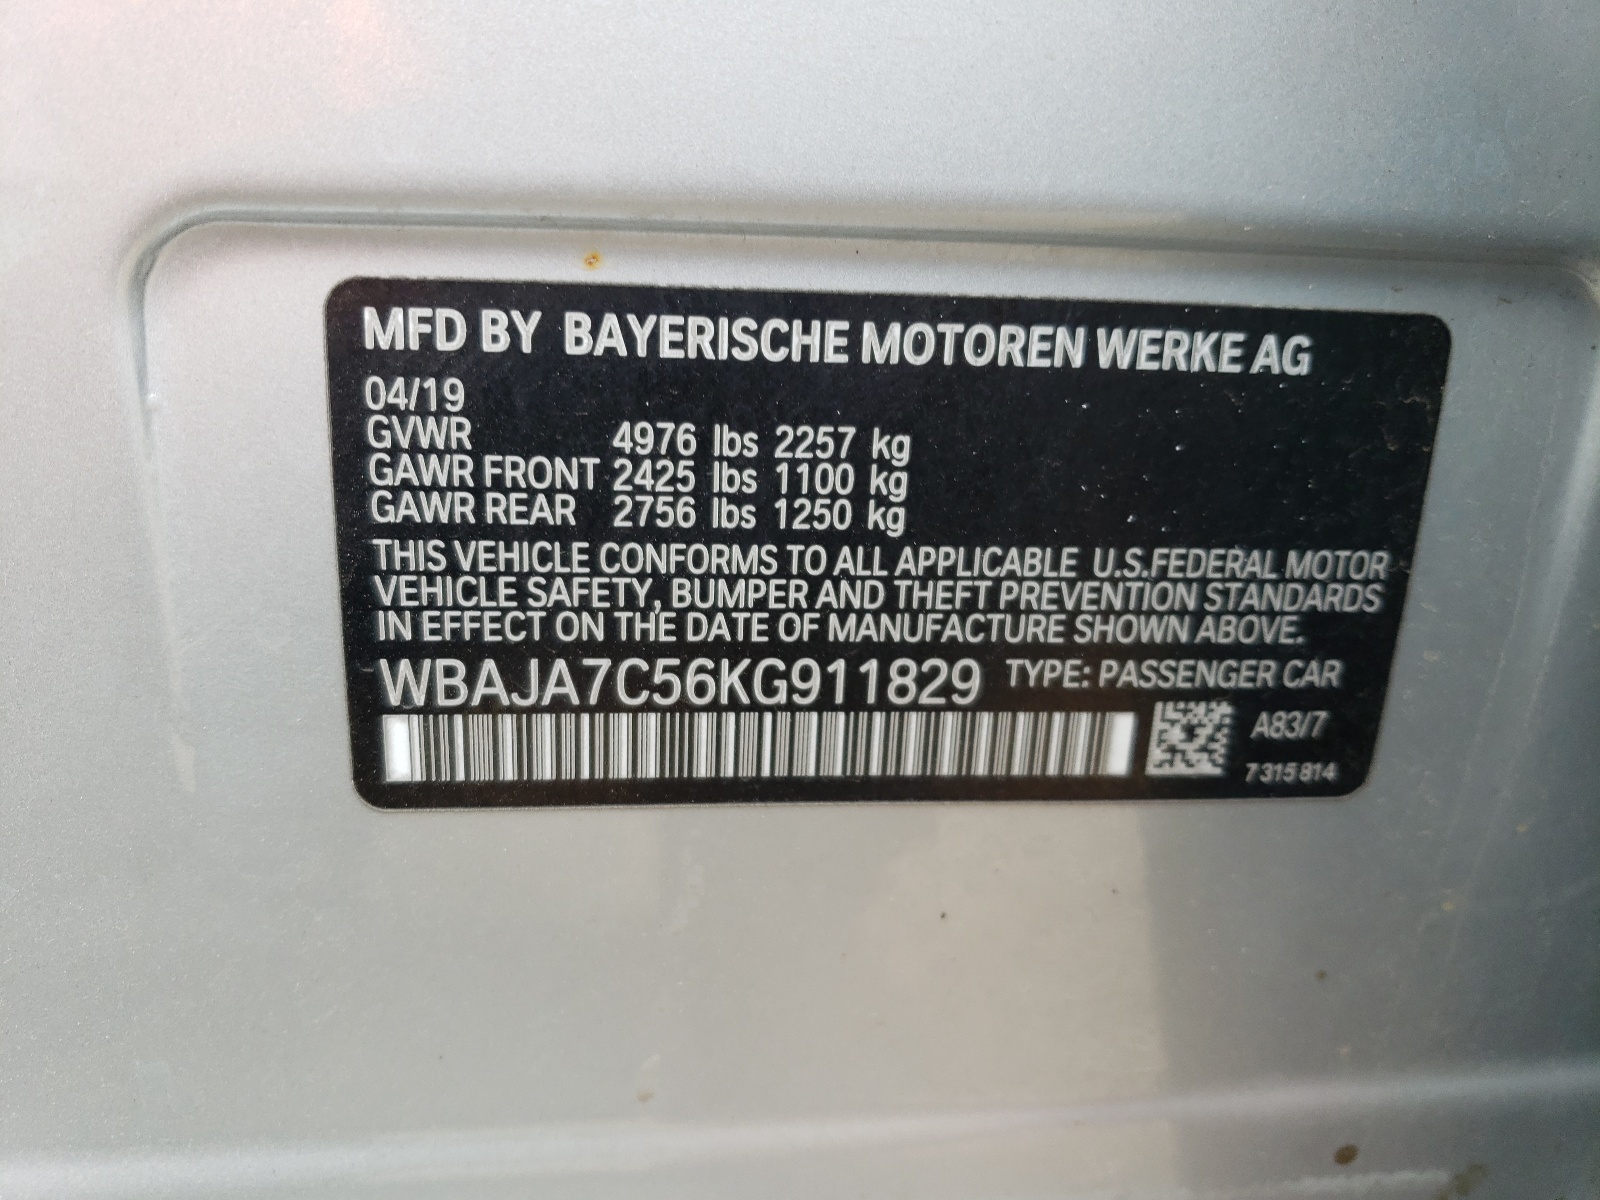 MFD BY BAYERISCHE MOTOREN WERKE AG
04/19
GVWR 4976 lbs 2257 kg
GAWR FRONT 2425 lbs 1100 kg
GAWR REAR 2756 lbs 1250 kg
THIS VEHICLE CONFORMS TO ALL APPLICABLE U.S.FEDERAL MOTOR
VEHICLE SAFETY, BUMPER AND THEFT PREVENTION STANDARDS
IN EFFECT ON THE DATE OF MANUFACTURE SHOWN ABOVE.
WBAJA7C56KG911829 TYPE: PASSENGER CAR
A83/7
7 315 814